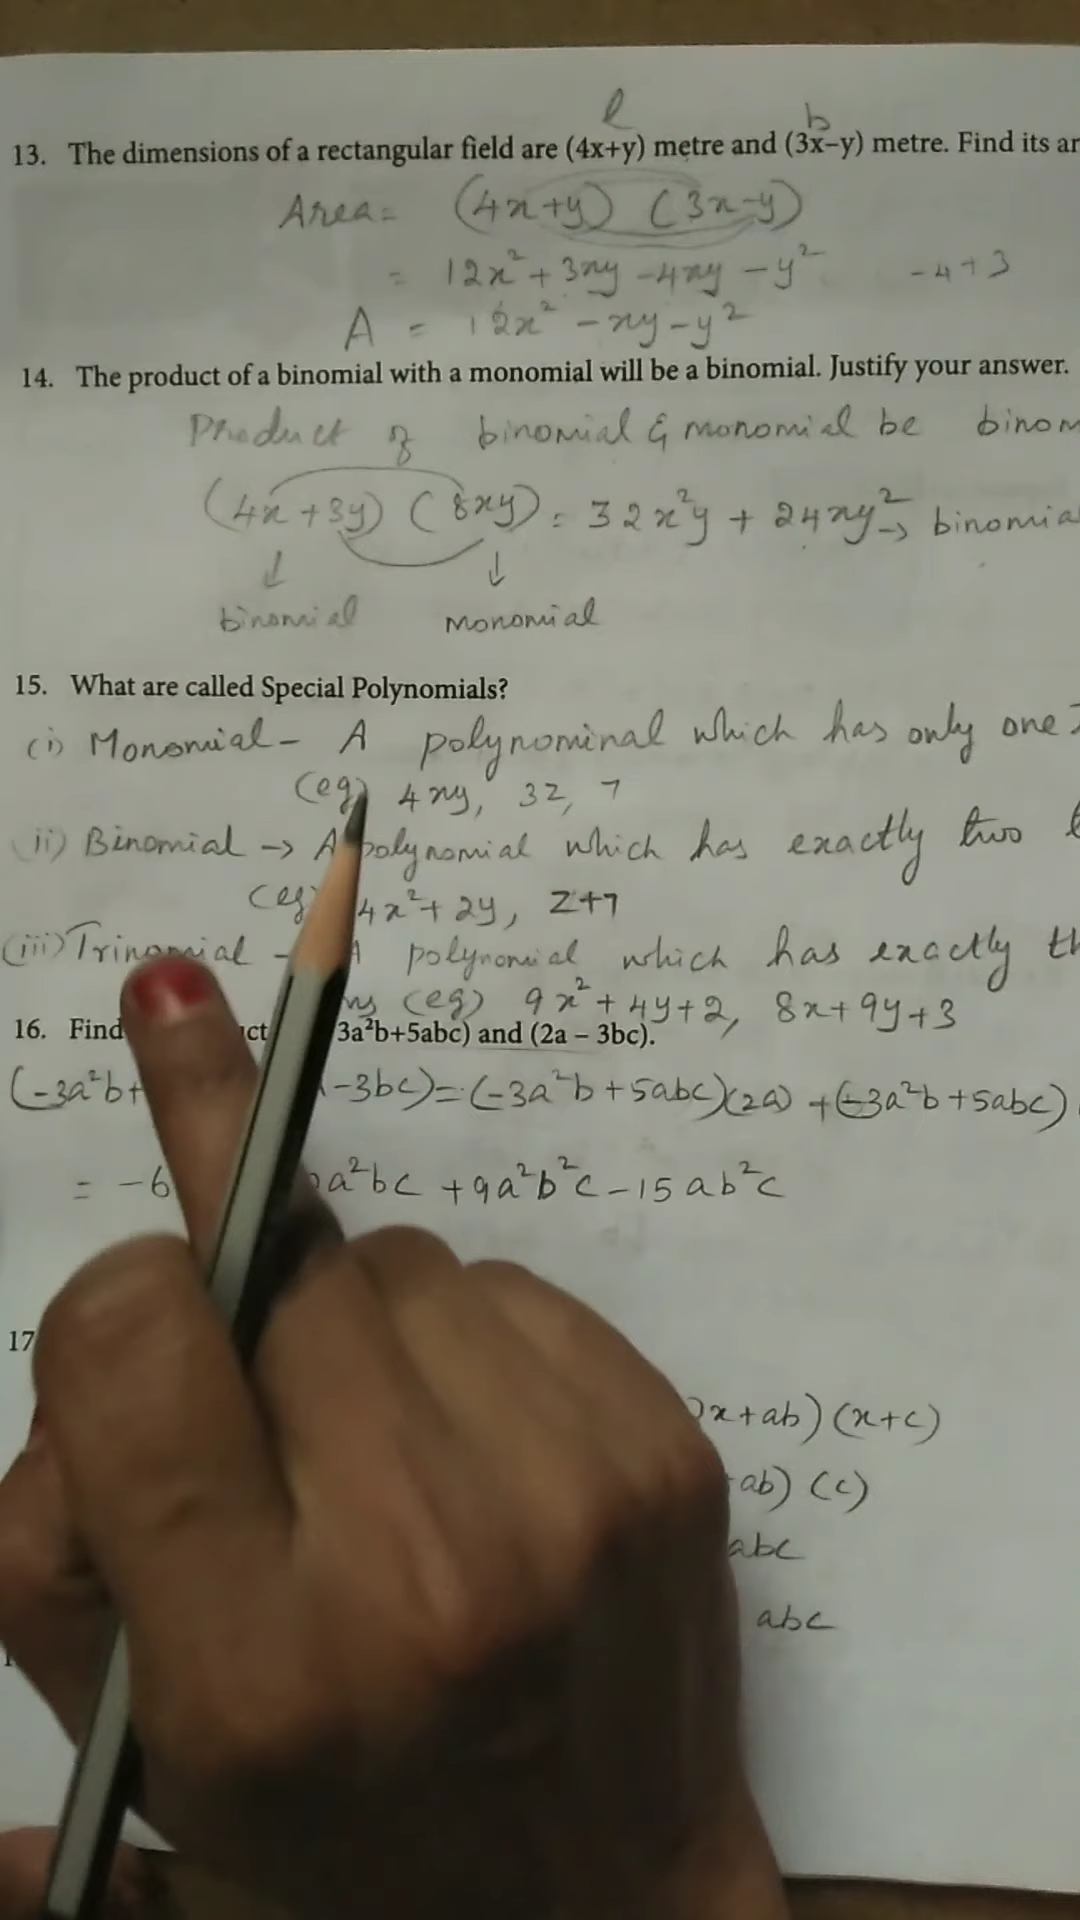 l b
13. The dimensions of a rectangular field are (4x+y) metre and (3x–y) metre. Find its ar
Area = (4x+y) (3x-y)
= 12x²+3xy-4xy-y² -4+3
A = 12x²-xy-y²
14. The product of a binomial with a monomial will be a binomial. Justify your answer.
Product of binomial & monomial be binom
(4x+3y) (8xy) = 32x²y + 24xy² → binomia
↓ ↓
binomial monomial
15. What are called Special Polynomials?
(i) Monomial - A polynominal which has only one
(eg) 4xy, 32, 7
(ii) Binomial → A polynomial which has exactly two
(eg) 4x²+2y, z+7
(iii) Trinomial - A polynomial which has exactly th
ms (eg) 9x²+4y+2, 8x+9y+3
16. Find ct 3a²b+5abc) and (2a – 3bc).
(-3a²b+ -3bc) = (-3a²b+5abc)(2a) + (-3a²b+5abc)
= -6 a²bc + 9a²b²c - 15ab²c
17
x+ab) (x+c)
ab) (c)
abc
abc